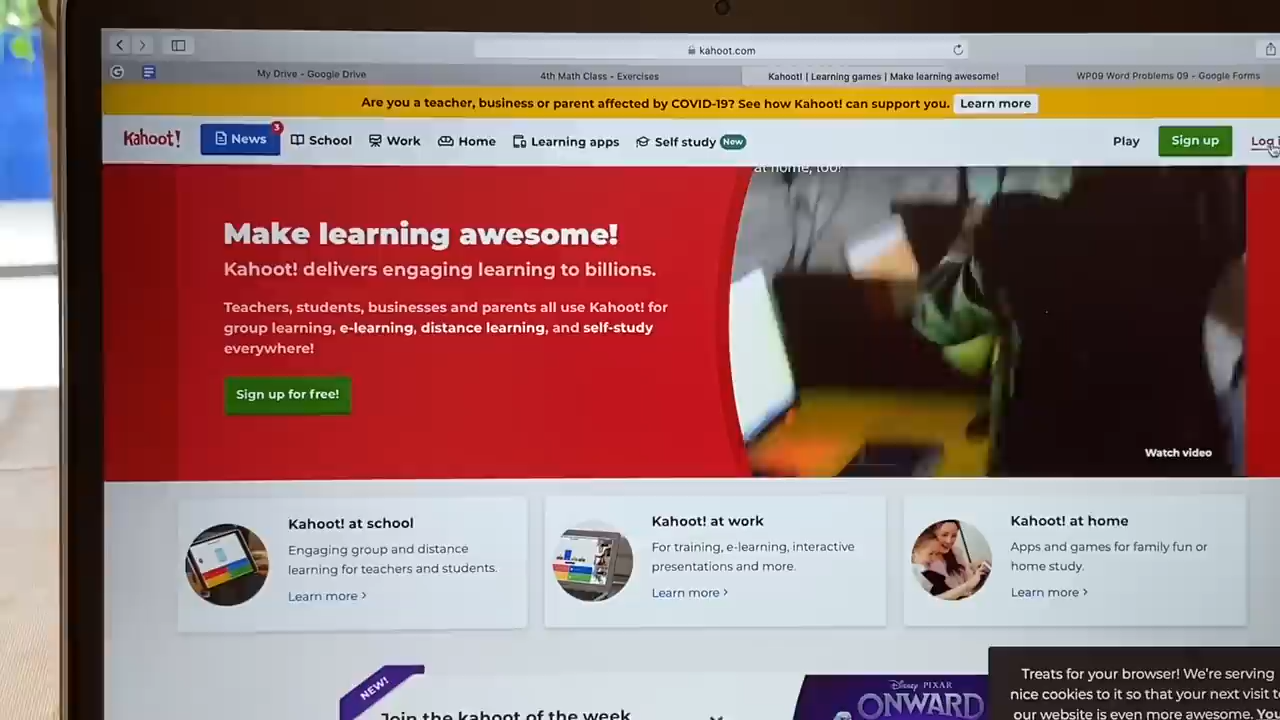 kahoot.com
My Drive - Google Drive
4th Math Class - Exercises
Kahoot! | Learning games | Make learning awesome!
WP09 Word Problems 09 - Google Forms
Are you a teacher, business or parent affected by COVID-19? See how Kahoot! can support you.
Learn more
Kahoot!
News
3
School
Work
Home
Learning apps
Self study
New
Play
Sign up
Log i
at home, too!
Make learning awesome!
Kahoot! delivers engaging learning to billions.
Teachers, students, businesses and parents all use Kahoot! for
group learning, e-learning, distance learning, and self-study
everywhere!
Sign up for free!
Watch video
Kahoot! at school
Engaging group and distance
learning for teachers and students.
Learn more >
Kahoot! at work
For training, e-learning, interactive
presentations and more.
Learn more >
Kahoot! at home
Apps and games for family fun or
home study.
Learn more >
NEW!
Join the kahoot of the week
Disney PIXAR
ONWARD
Treats for your browser! We're serving
nice cookies to it so that your next visit to
our website is even more awesome. You